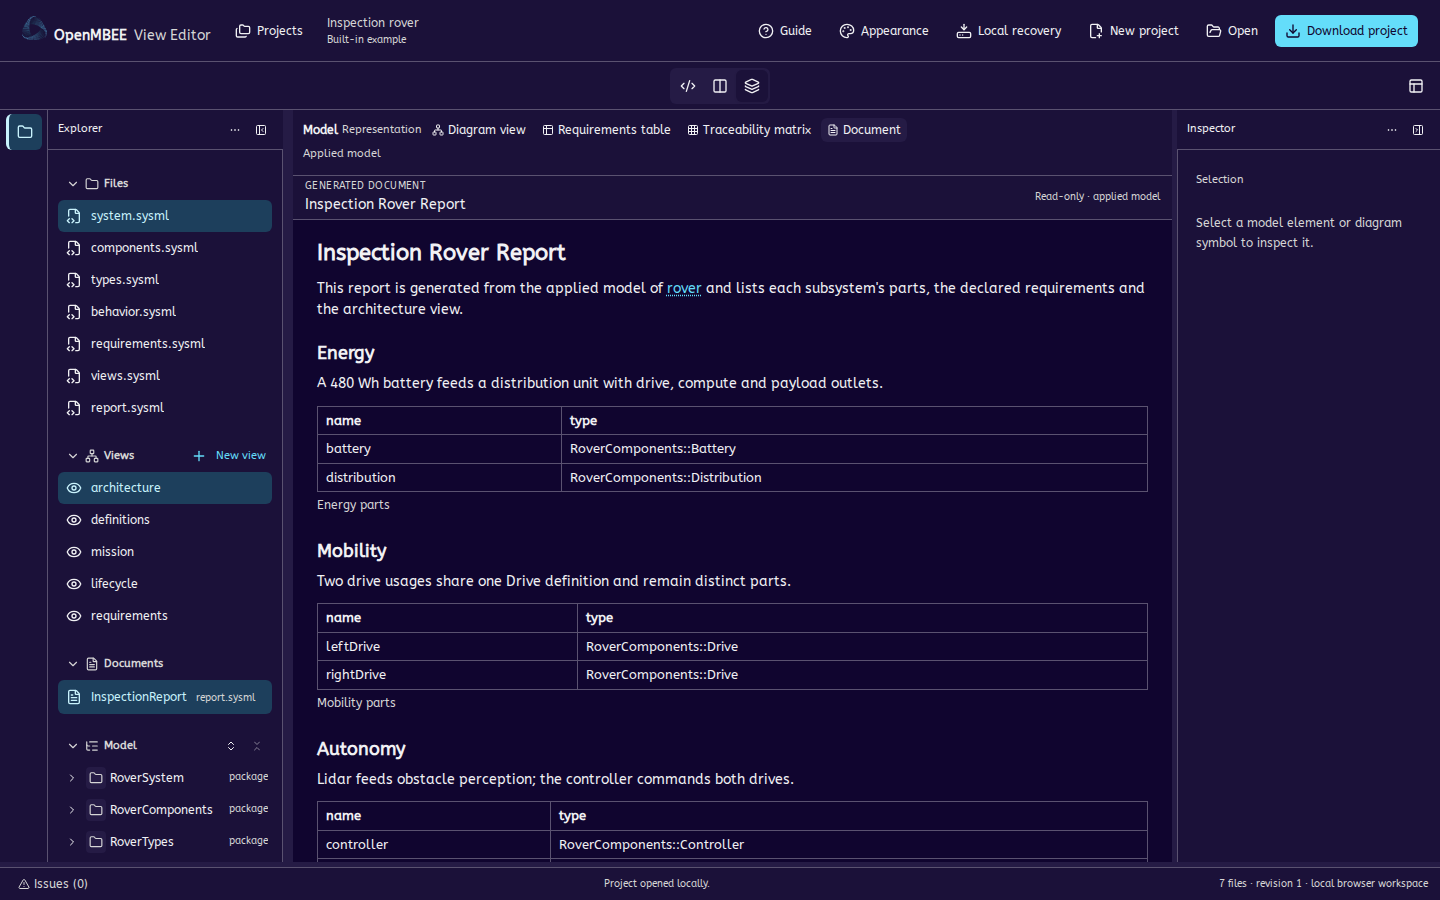 OpenMBEE View Editor
Projects
Inspection rover
Built-in example
Guide
Appearance
Local recovery
New project
Open
Download project
Explorer
Files
system.sysml
components.sysml
types.sysml
behavior.sysml
requirements.sysml
views.sysml
report.sysml
Views
New view
architecture
definitions
mission
lifecycle
requirements
Documents
InspectionReport report.sysml
Model
RoverSystem package
RoverComponents package
RoverTypes package
Model Representation Diagram view Requirements table Traceability matrix Document
Applied model
GENERATED DOCUMENT
Inspection Rover Report
Read-only · applied model
Inspection Rover Report
This report is generated from the applied model of rover and lists each subsystem's parts, the declared requirements and
the architecture view.
Energy
A 480 Wh battery feeds a distribution unit with drive, compute and payload outlets.
name type
battery RoverComponents::Battery
distribution RoverComponents::Distribution
Energy parts
Mobility
Two drive usages share one Drive definition and remain distinct parts.
name type
leftDrive RoverComponents::Drive
rightDrive RoverComponents::Drive
Mobility parts
Autonomy
Lidar feeds obstacle perception; the controller commands both drives.
name type
controller RoverComponents::Controller
Inspector
Selection
Select a model element or diagram
symbol to inspect it.
Issues (0)
Project opened locally.
7 files · revision 1 · local browser workspace